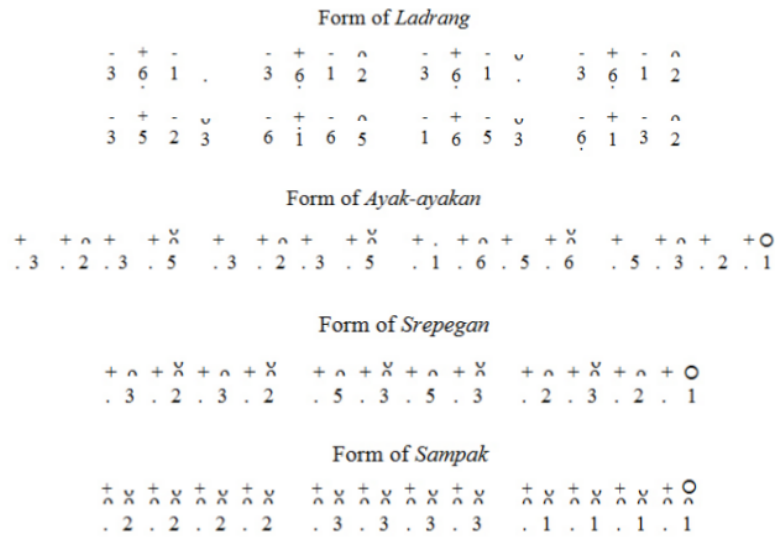 Form of Ladrang
- + -   - + - ∩   - + - ∪   - + - ∩
3 6̣ 1 .   3 6̣ 1 2   3 6̣ 1 .   3 6̣ 1 2
- + - ∪   - + - ∩   - + - ∪   - + - ∩
3 5 2 3   6 1̇ 6 5   1 6 5 3   6̣ 1 3 2
Form of Ayak-ayakan
+ + ∩ + + ⩆   + + ∩ + + ⩆   + . + ∩ + + ⩆   + + ∩ + + O
. 3 . 2 . 3 . 5   . 3 . 2 . 3 . 5   . 1 . 6 . 5 . 6   . 5 . 3 . 2 . 1
Form of Srepegan
+ ∩ + ⩆ + ∩ + ⩆   + ∩ + ⩆ + ∩ + ⩆   + ∩ + ⩆ + ∩ + O
. 3 . 2 . 3 . 2   . 5 . 3 . 5 . 3   . 2 . 3 . 2 . 1
Form of Sampak
+ ∪ + ∪ + ∪ + ∪   + ∪ + ∪ + ∪ + ∪   + ∪ + ∪ + ∪ + O
∩ ∩ ∩ ∩ ∩ ∩ ∩ ∩   ∩ ∩ ∩ ∩ ∩ ∩ ∩ ∩   ∩ ∩ ∩ ∩ ∩ ∩ ∩ ∩
. 2 . 2 . 2 . 2   . 3 . 3 . 3 . 3   . 1 . 1 . 1 . 1